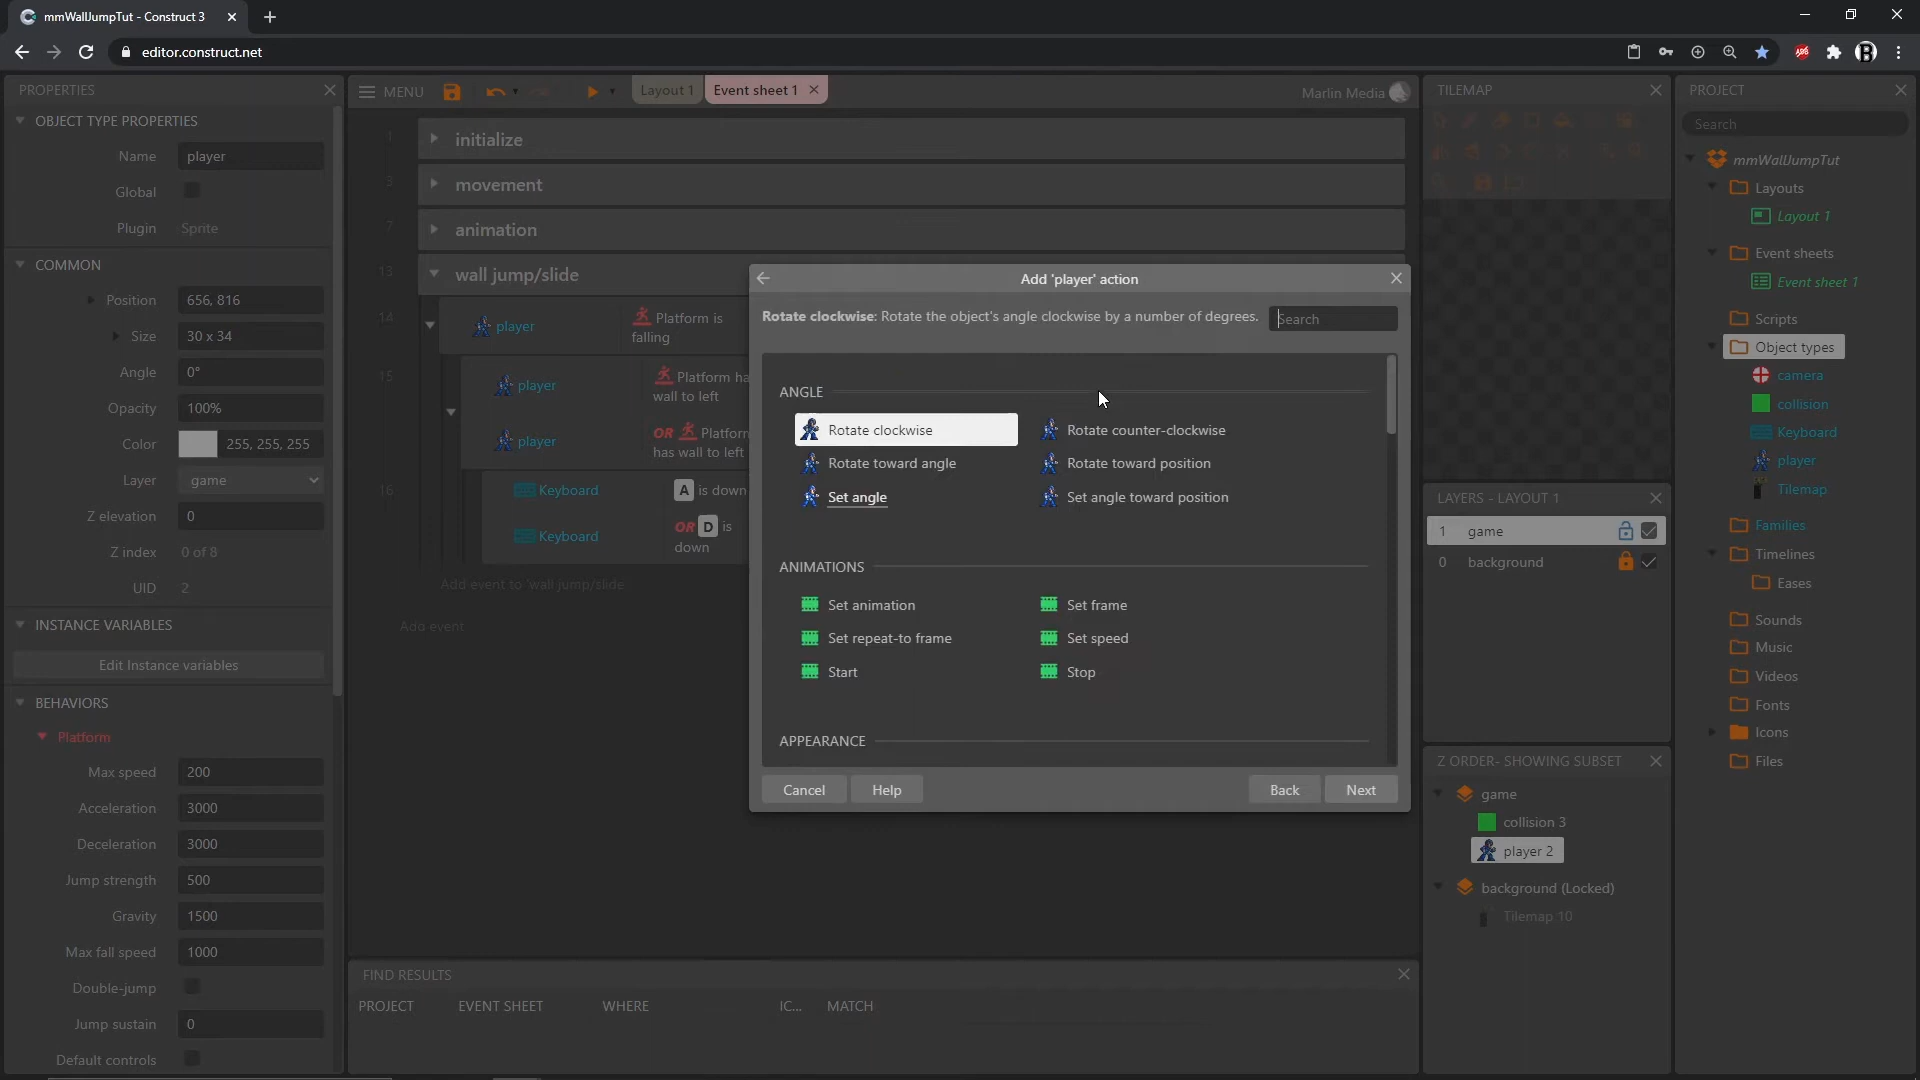 mmWallJumpTut - Construct 3
editor.construct.net
PROPERTIES
OBJECT TYPE PROPERTIES
Name player
Global
Plugin Sprite
COMMON
Position 656, 816
Size 30 x 34
Angle 0°
Opacity 100%
Color 255, 255, 255
Layer game
Z elevation 0
Z index 0 of 8
UID 2
INSTANCE VARIABLES
Edit Instance variables
BEHAVIORS
Platform
Max speed 200
Acceleration 3000
Deceleration 3000
Jump strength 500
Gravity 1500
Max fall speed 1000
Double-jump
Jump sustain 0
Default controls
MENU
Layout 1
Event sheet 1
Marlin Media
1 initialize
3 movement
7 animation
13 wall jump/slide
14 player Platform is
falling
15 player Platform ha
wall to left
player OR Platforn
has wall to left
16 Keyboard A is down
Keyboard OR D is
down
Add event to 'wall jump/slide
Add event
Add 'player' action
Rotate clockwise: Rotate the object's angle clockwise by a number of degrees.
Search
ANGLE
Rotate clockwise Rotate counter-clockwise
Rotate toward angle Rotate toward position
Set angle Set angle toward position
ANIMATIONS
Set animation Set frame
Set repeat-to frame Set speed
Start Stop
APPEARANCE
Cancel Help Back Next
FIND RESULTS
PROJECT EVENT SHEET WHERE IC... MATCH
TILEMAP
LAYERS - LAYOUT 1
1 game
0 background
Z ORDER- SHOWING SUBSET
game
collision 3
player 2
background (Locked)
Tilemap 10
PROJECT
Search
mmWallJumpTut
Layouts
Layout 1
Event sheets
Event sheet 1
Scripts
Object types
camera
collision
Keyboard
player
Tilemap
Families
Timelines
Eases
Sounds
Music
Videos
Fonts
Icons
Files